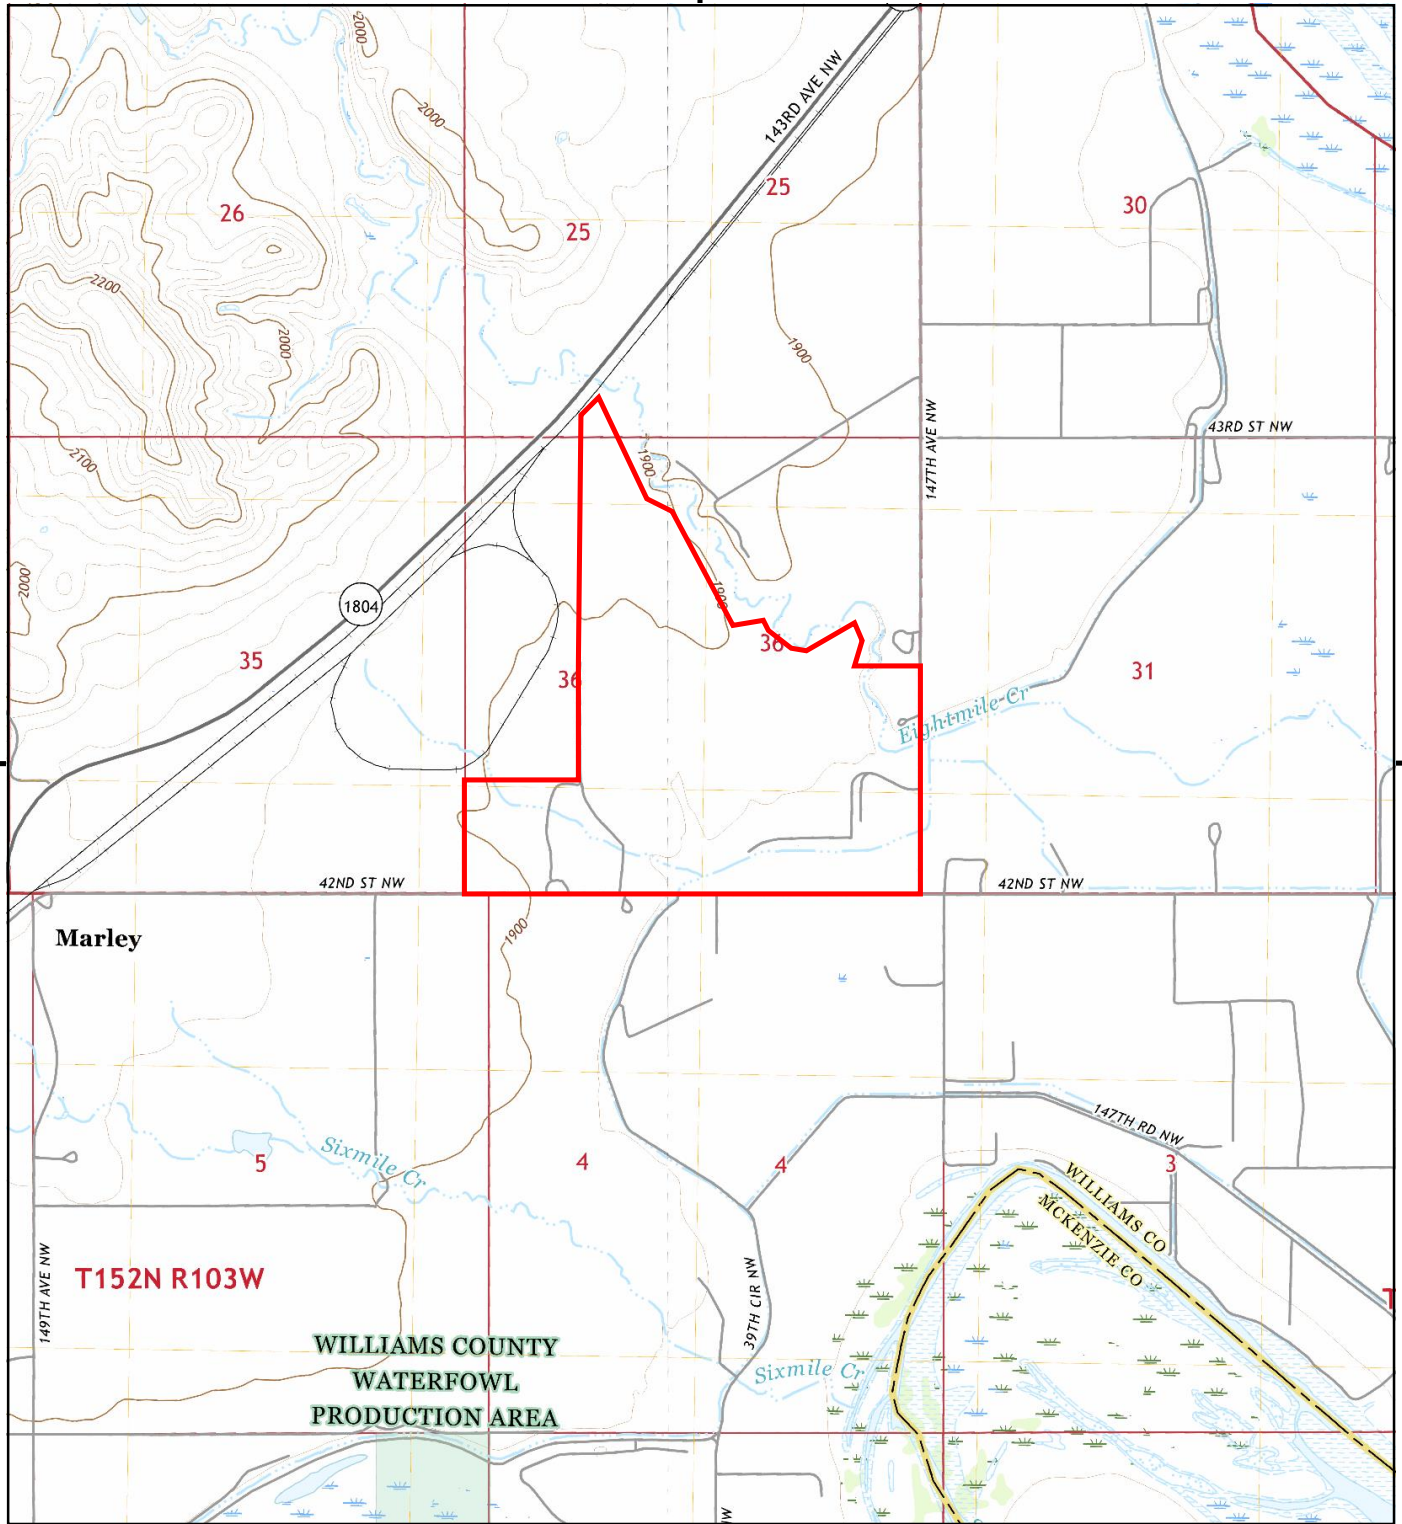 2000
2000
143RD AVE NW
25
26
25
30
2200
2000
1900
147TH AVE NW
43RD ST NW
2100
1900
2000
1804
1900
36
35
36
31
Eightmile Cr
42ND ST NW
42ND ST NW
Marley
1900
147TH RD NW
Sixmile Cr
5
4
4
3
WILLIAMS CO
MCKENZIE CO
149TH AVE NW
T152N R103W
39TH CIR NW
WILLIAMS COUNTY
WATERFOWL
PRODUCTION AREA
Sixmile Cr